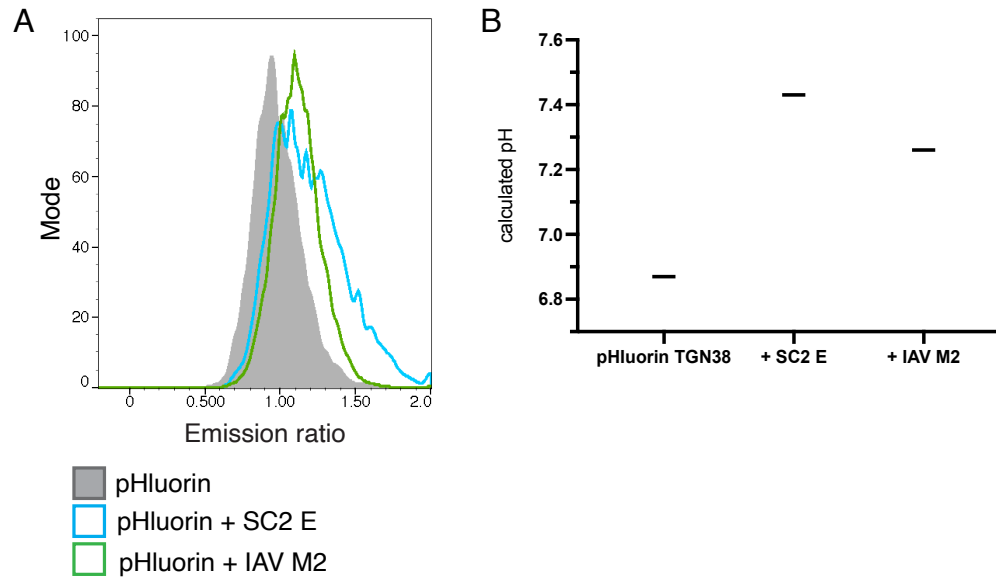 A
100
80
60
40
20
0
Mode
0 0.500 1.00 1.50 2.0
Emission ratio
pHluorin
pHluorin + SC2 E
pHluorin + IAV M2
B
7.6
7.4
7.2
7.0
6.8
calculated pH
pHluorin TGN38 + SC2 E + IAV M2